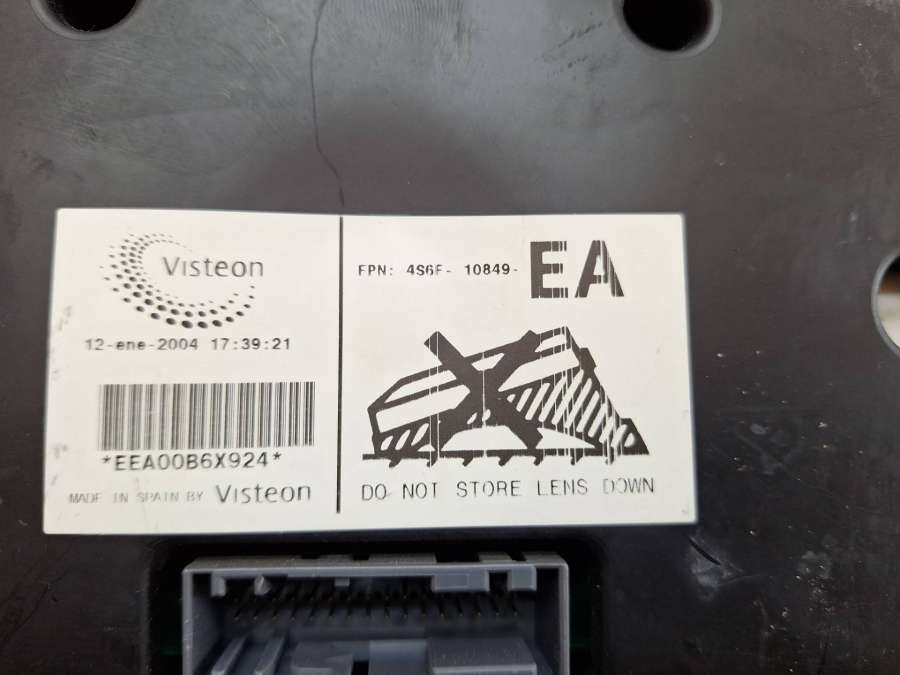 Visteon
12-ene-2004 17:39:21
*EEA00B6X924*
MADE IN SPAIN BY Visteon
FPN: 4S6F- 10849- EA
DO NOT STORE LENS DOWN